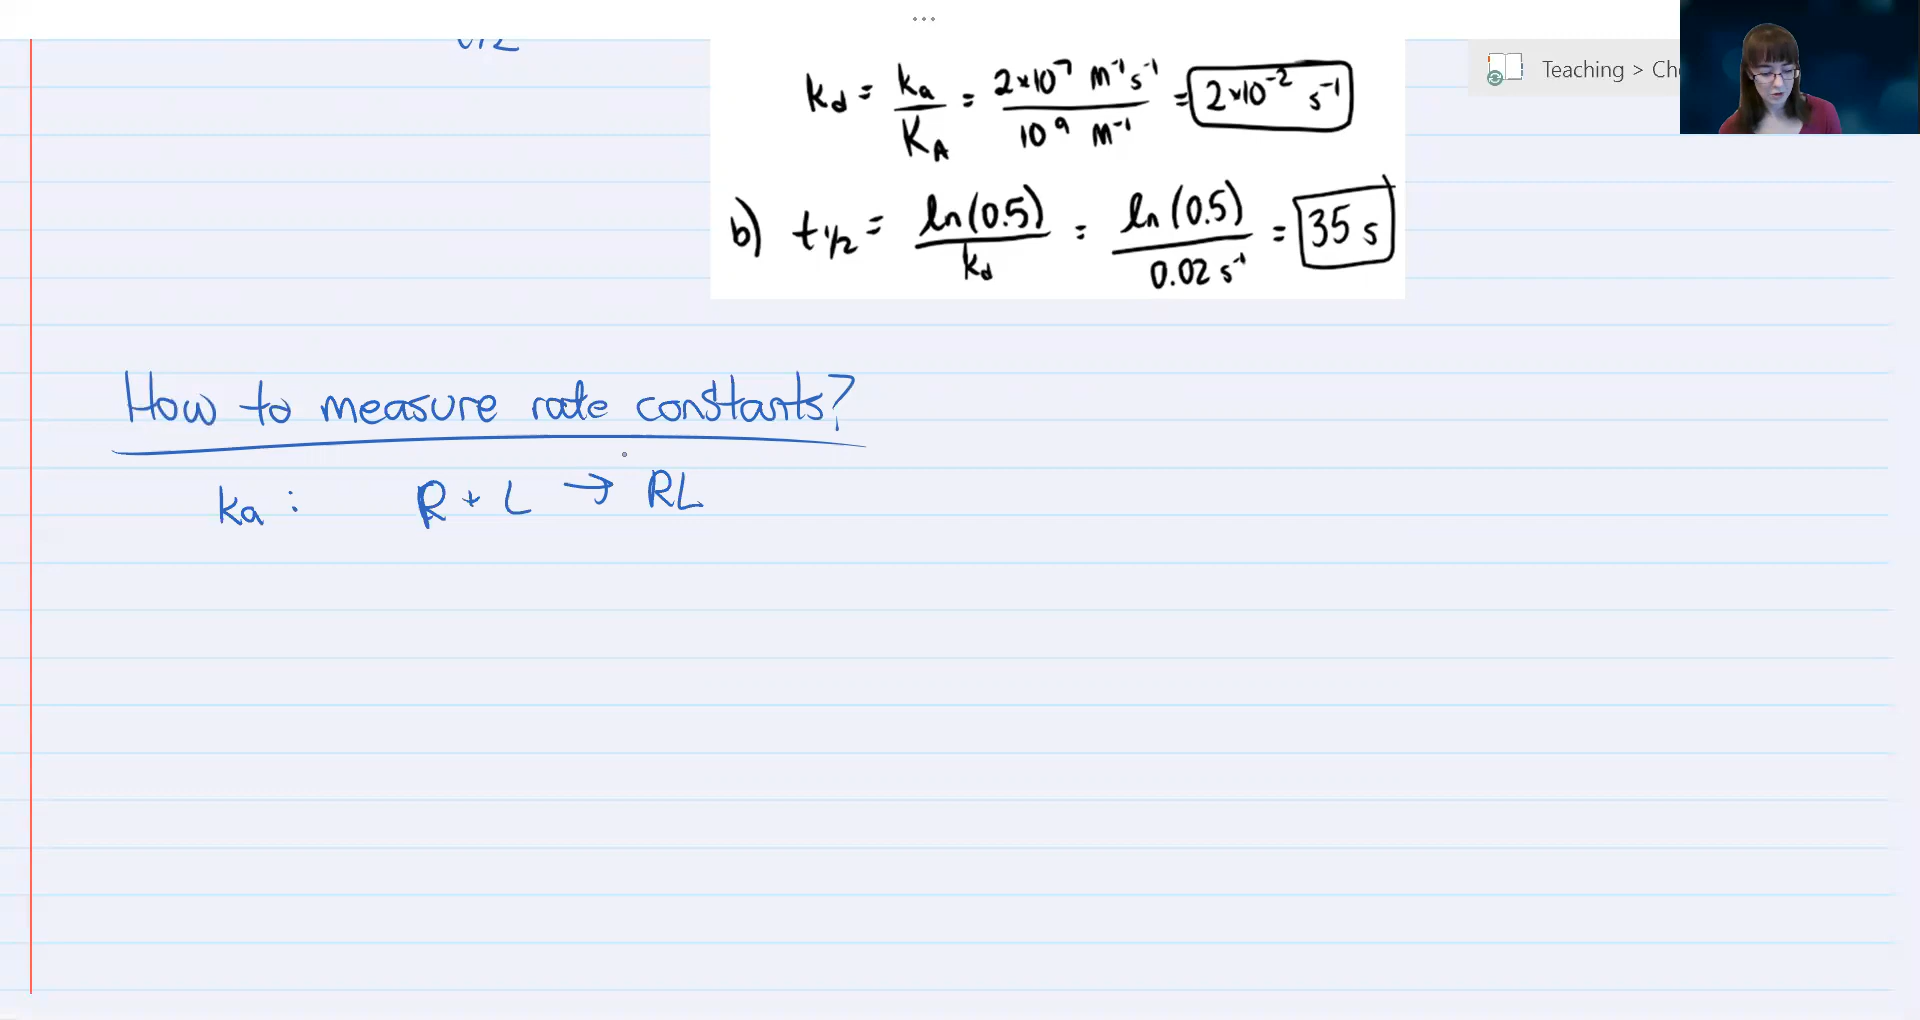 Teaching > Ch
kd = ka/KA = 2×10⁷ M⁻¹s⁻¹ / 10⁹ M⁻¹ = 2×10⁻² s⁻¹
b) t1/2 = ln(0.5)/kd = ln(0.5)/0.02 s⁻¹ = 35 s
How to measure rate constants?
ka : R + L → RL